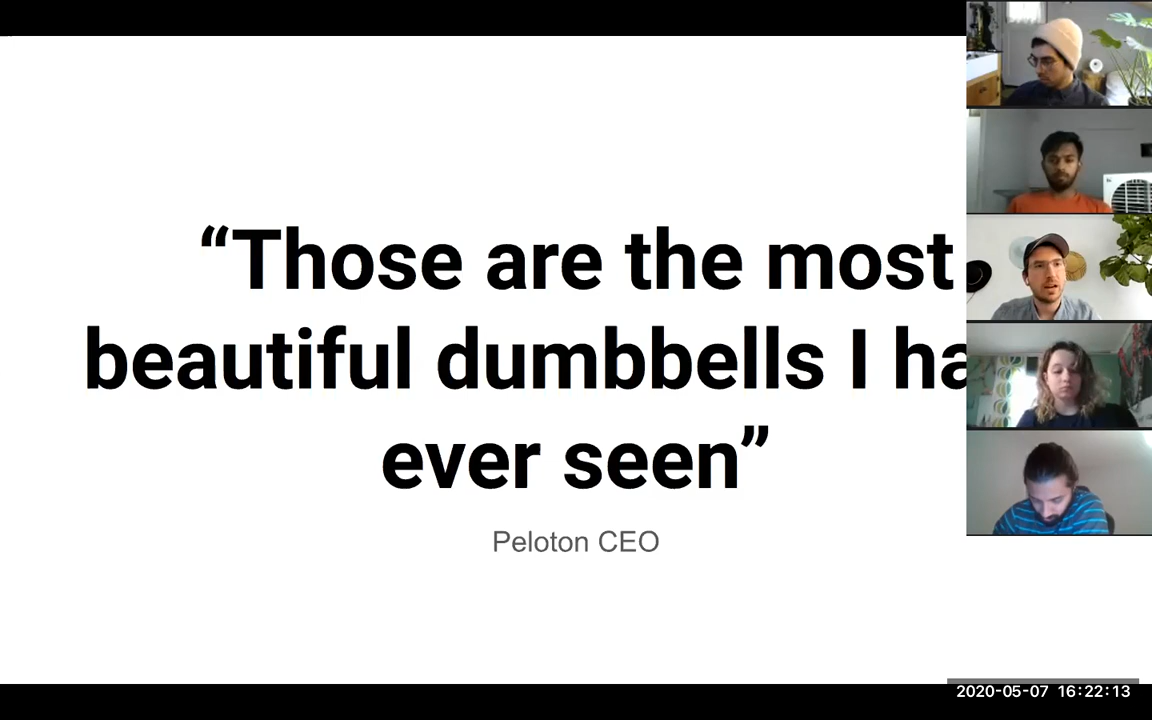 “Those are the most
beautiful dumbbells I ha
ever seen”
Peloton CEO
2020-05-07 16:22:13